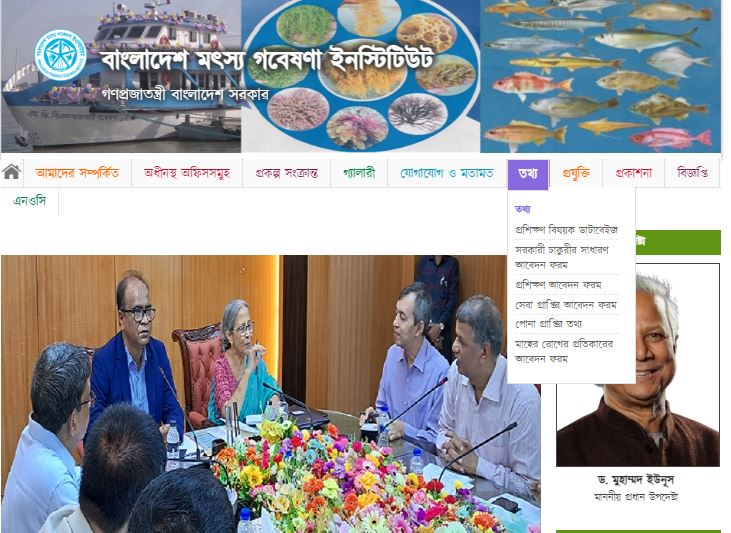 বাংলাদেশ মৎস্য গবেষণা ইনস্টিটিউট
গণপ্রজাতন্ত্রী বাংলাদেশ সরকার
আমাদের সম্পর্কিত
অধীনস্থ অফিসসমুহ
প্রকল্প সংক্রান্ত
গ্যালারী
যোগাযোগ ও মতামত
তথ্য
প্রযুক্তি
প্রকাশনা
বিজ্ঞপ্তি
এনওসি
তথ্য
প্রশিক্ষণ বিষয়ক ডাটাবেইজ
সরকারী চাকুরীর সাধারণ
আবেদন ফরম
প্রশিক্ষণ আবেদন ফরম
সেবা প্রাপ্তির আবেদন ফরম
পোনা প্রাপ্তির তথ্য
মাছের রোগের প্রতিকারের
আবেদন ফরম
ড. মুহাম্মদ ইউনূস
মাননীয় প্রধান উপদেষ্টা